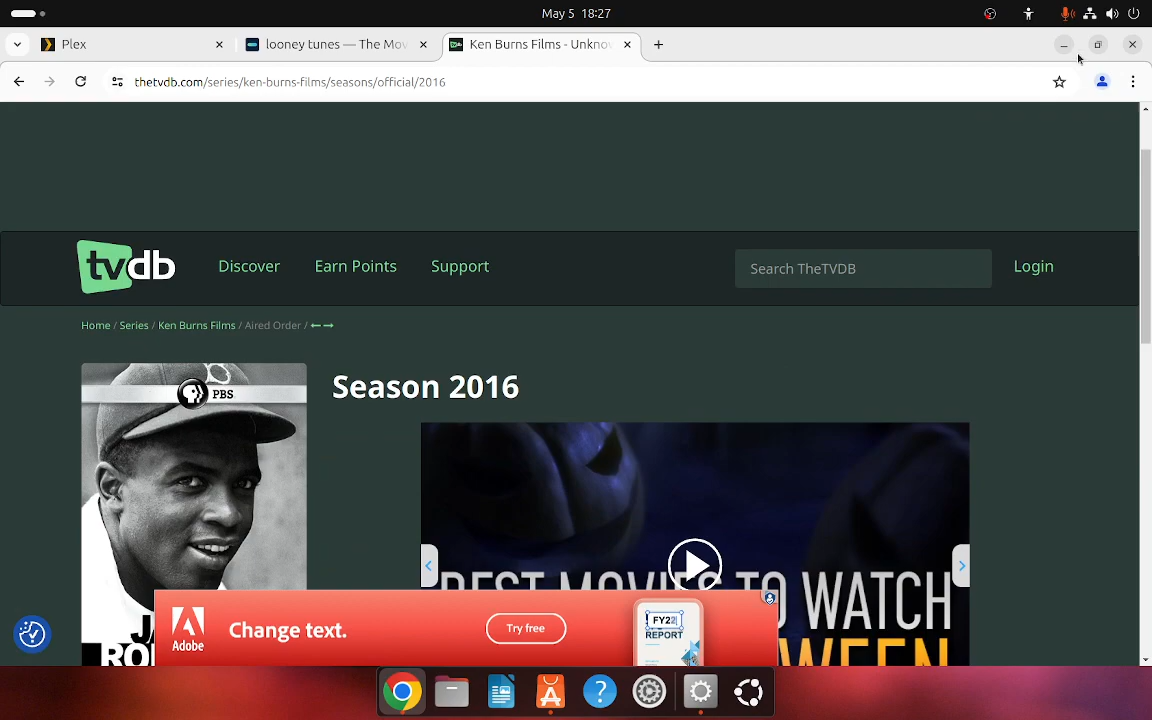 May 5 18:27
Plex
looney tunes — The Mov
Ken Burns Films - Unknow
thetvdb.com/series/ken-burns-films/seasons/official/2016
tvdb
Discover
Earn Points
Support
Search TheTVDB
Login
Home / Series / Ken Burns Films / Aired Order /
PBS
Season 2016
BEST MOVIES TO WATCH
Adobe
Change text.
Try free
FY22
REPORT